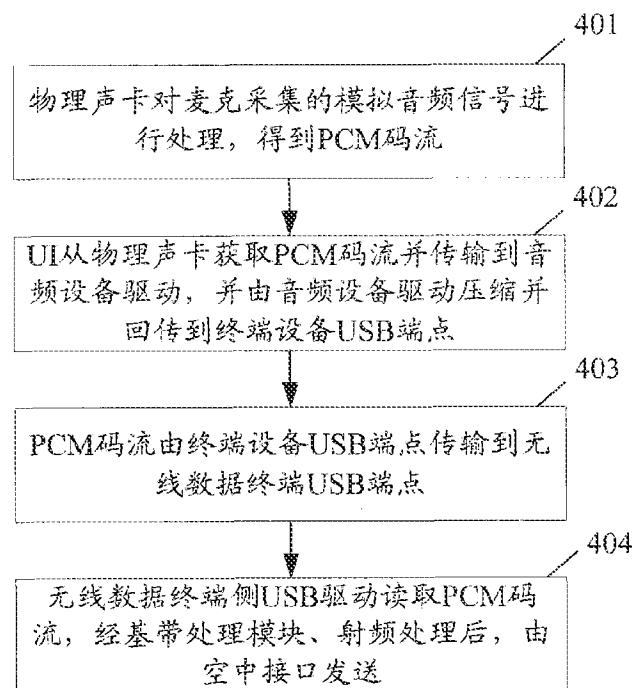 401
物理声卡对麦克采集的模拟音频信号进
行处理，得到PCM码流
402
UI从物理声卡获取PCM码流并传输到音
频设备驱动，并由音频设备驱动压缩并
回传到终端设备USB端点
403
PCM码流由终端设备USB端点传输到无
线数据终端USB端点
404
无线数据终端侧USB驱动读取PCM码
流，经基带处理模块、射频处理后，由
空中接口发送